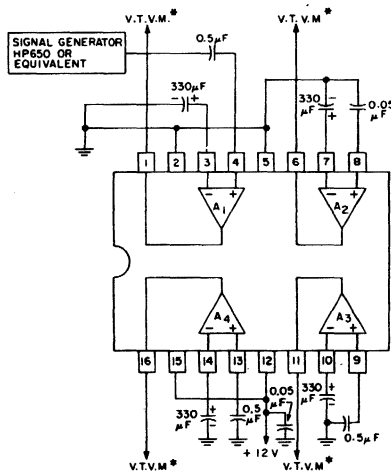 V.T.V.M.* V.T.V.M.*
SIGNAL GENERATOR
HP650 OR
EQUIVALENT
0.5μF
330μF
- +
330
μF
-
+
0.05
μF
1 2 3 4 5 6 7 8
- + - +
A1 A2
A4 A3
- + - +
16 15 14 13 12 11 10 9
330
μF
+
-
0.5
μF
0.05
μF
330
μF
+
-
0.5μF
+ 12 V
V.T.V.M* V.T.V.M*